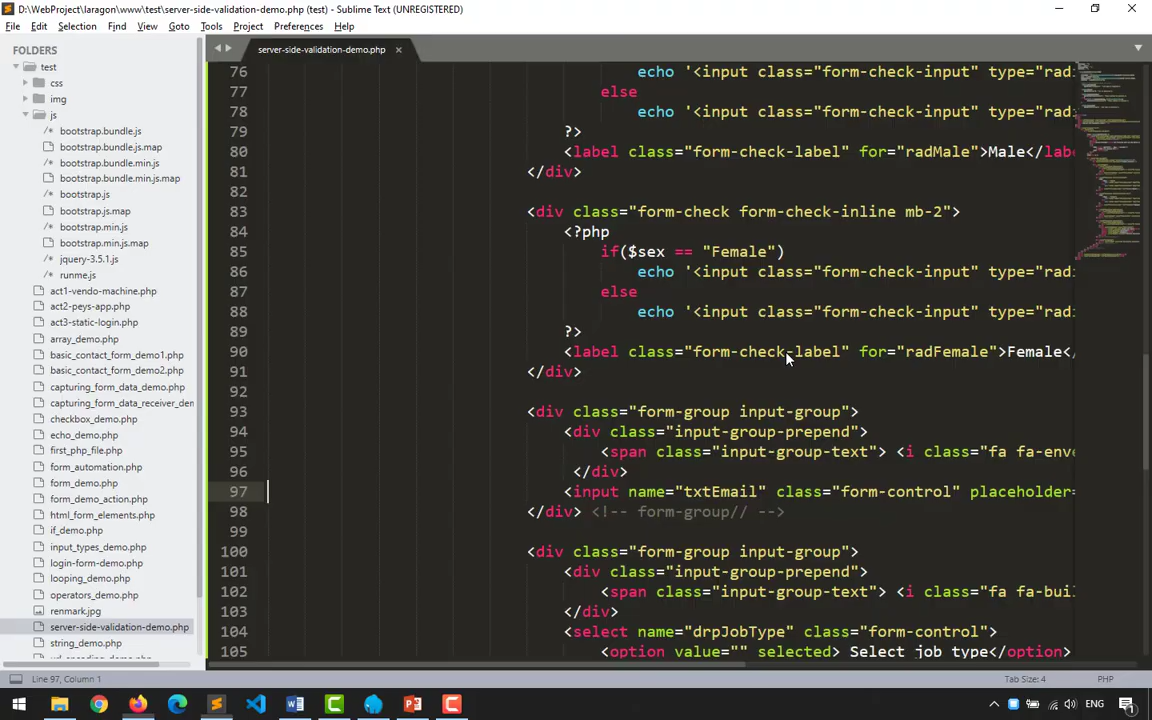 D:\WebProject\laragon\www\test\server-side-validation-demo.php (test) - Sublime Text (UNREGISTERED)
File Edit Selection Find View Goto Tools Project Preferences Help
FOLDERS
test
css
img
js
/* bootstrap.bundle.js
bootstrap.bundle.js.map
/* bootstrap.bundle.min.js
bootstrap.bundle.min.js.map
/* bootstrap.js
bootstrap.js.map
/* bootstrap.min.js
bootstrap.min.js.map
/* jquery-3.5.1.js
/* runme.js
act1-vendo-machine.php
act2-peys-app.php
act3-static-login.php
array_demo.php
basic_contact_form_demo1.php
basic_contact_form_demo2.php
capturing_form_data_demo.php
capturing_form_data_receiver_der
checkbox_demo.php
echo_demo.php
first_php_file.php
form_automation.php
form_demo.php
form_demo_action.php
html_form_elements.php
if_demo.php
input_types_demo.php
login-form-demo.php
looping_demo.php
operators_demo.php
renmark.jpg
server-side-validation-demo.php
string_demo.php
server-side-validation-demo.php ×
76 echo '<input class="form-check-input" type="rad
77 else
78 echo '<input class="form-check-input" type="rad
79 ?>
80 <label class="form-check-label" for="radMale">Male</labe
81 </div>
82
83 <div class="form-check form-check-inline mb-2">
84 <?php
85 if($sex == "Female")
86 echo '<input class="form-check-input" type="rad
87 else
88 echo '<input class="form-check-input" type="rad
89 ?>
90 <label class="form-check-label" for="radFemale">Female</
91 </div>
92
93 <div class="form-group input-group">
94 <div class="input-group-prepend">
95 <span class="input-group-text"> <i class="fa fa-env
96 </div>
97 <input name="txtEmail" class="form-control" placeholder=
98 </div> <!-- form-group// -->
99
100 <div class="form-group input-group">
101 <div class="input-group-prepend">
102 <span class="input-group-text"> <i class="fa fa-bui
103 </div>
104 <select name="drpJobType" class="form-control">
105 <option value="" selected> Select job type</option>
Line 97, Column 1
Tab Size: 4
PHP
ENG
1